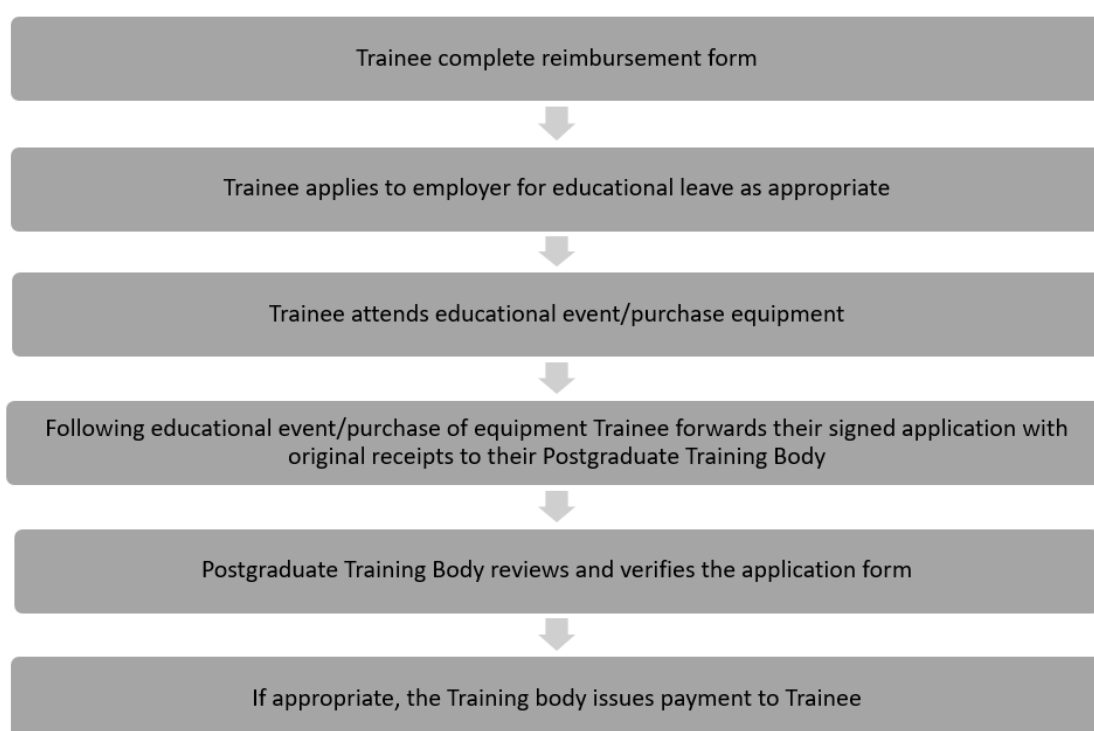 Trainee complete reimbursement form
Trainee applies to employer for educational leave as appropriate
Trainee attends educational event/purchase equipment
Following educational event/purchase of equipment Trainee forwards their signed application with
original receipts to their Postgraduate Training Body
Postgraduate Training Body reviews and verifies the application form
If appropriate, the Training body issues payment to Trainee